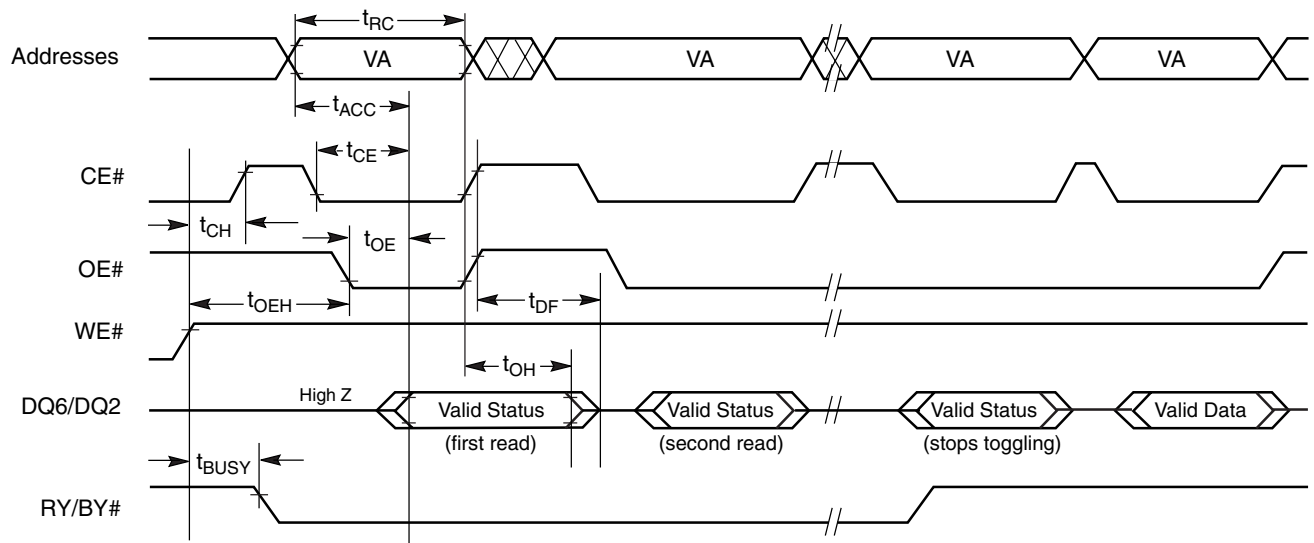 tRC
Addresses VA VA VA VA
tACC
tCE
CE#
tCH tOE
OE#
tOEH tDF
WE#
tOH
High Z
DQ6/DQ2 Valid Status Valid Status Valid Status Valid Data
(first read) (second read) (stops toggling)
tBUSY
RY/BY#